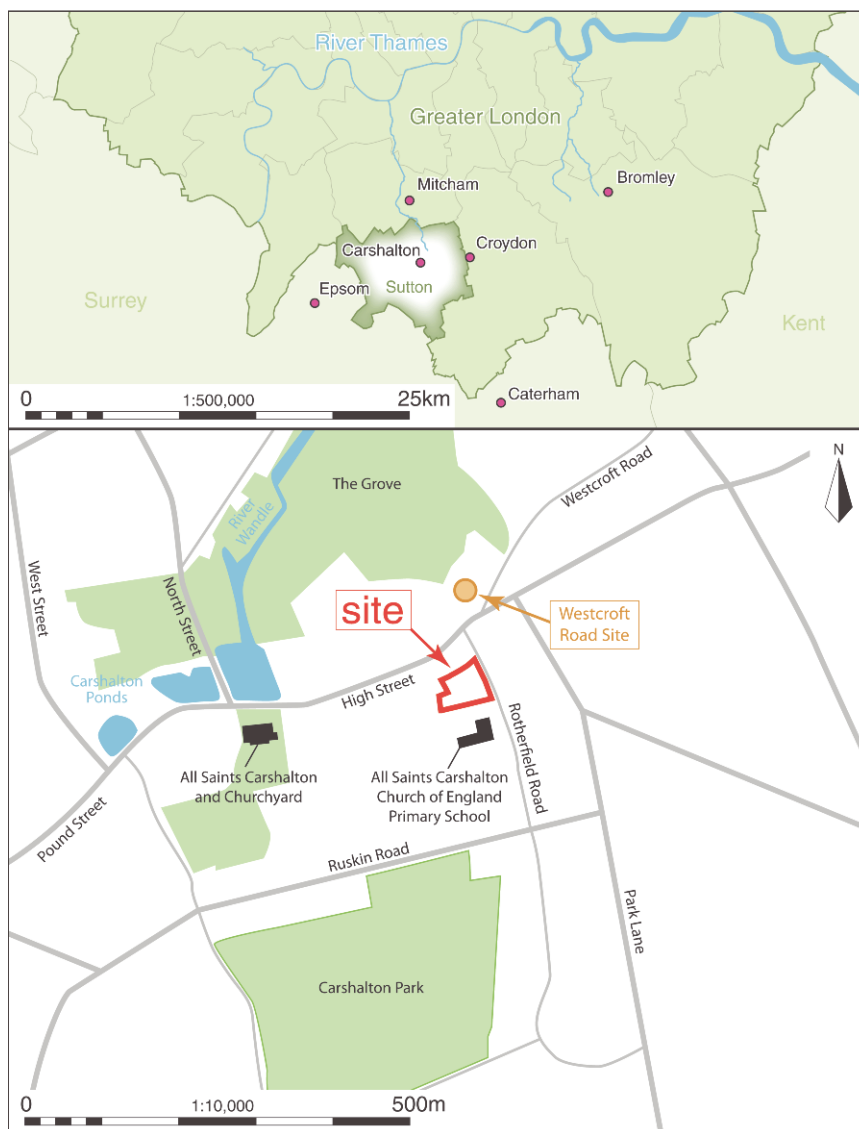 River Thames
Greater London
Mitcham
Bromley
Carshalton
Croydon
Sutton
Epsom
Surrey
Kent
Caterham
0
1:500,000
25km
The Grove
Westcroft Road
N
River
Wandle
West Street
North Street
site
Westcroft
Road Site
Carshalton
Ponds
High Street
Rotherfield Road
All Saints Carshalton
and Churchyard
All Saints Carshalton
Church of England
Primary School
Pound Street
Ruskin Road
Park Lane
Carshalton Park
0
1:10,000
500m